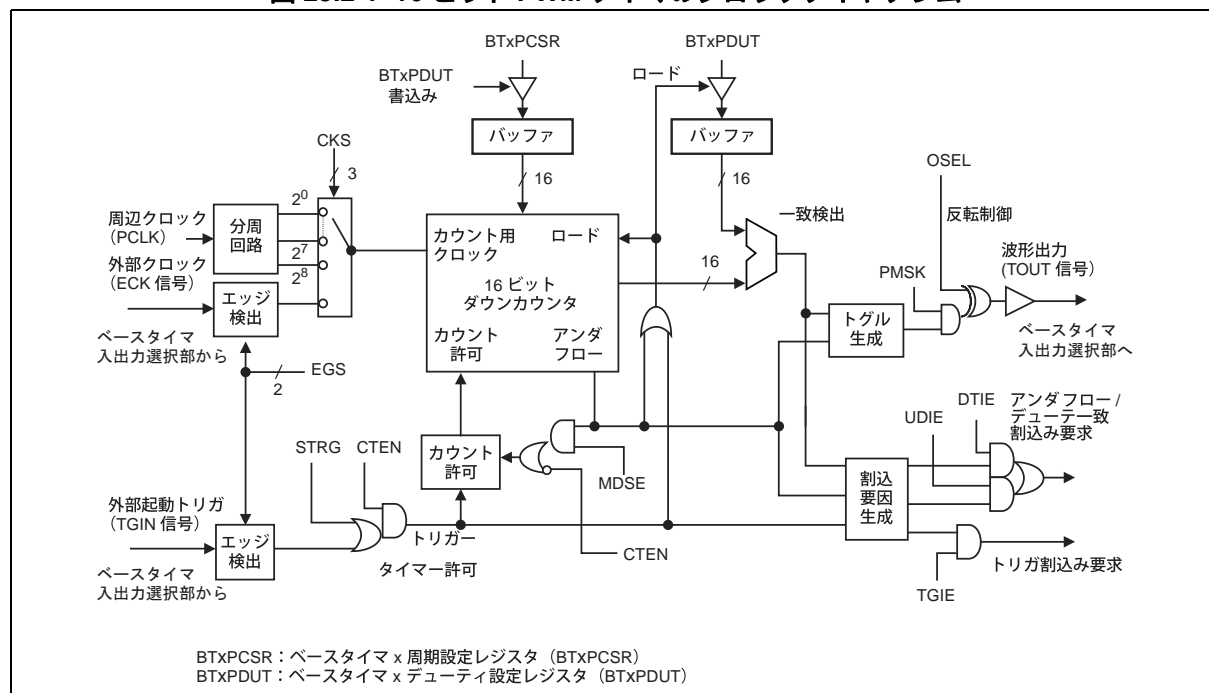 BTxPCSR
BTxPDUT
BTxPDUT
書込み
ロード
バッファ
バッファ
CKS
3
16
16
OSEL
2⁰
周辺クロック
(PCLK)
分周
回路
2⁷
外部クロック
(ECK 信号)
2⁸
エッジ
検出
ベースタイマ
入出力選択部から
カウント用
クロック
ロード
16 ビット
ダウンカウンタ
カウント
許可
アンダ
フロー
16
一致検出
反転制御
PMSK
波形出力
(TOUT 信号)
トグル
生成
ベースタイマ
入出力選択部へ
EGS
2
STRG
CTEN
カウント
許可
MDSE
DTIE
アンダフロー /
デューティ一致
割込み要求
UDIE
割込
要因
生成
外部起動トリガ
(TGIN 信号)
エッジ
検出
トリガー
タイマー許可
CTEN
ベースタイマ
入出力選択部から
トリガ割込み要求
TGIE
BTxPCSR：ベースタイマ x 周期設定レジスタ（BTxPCSR）
BTxPDUT：ベースタイマ x デューティ設定レジスタ（BTxPDUT）